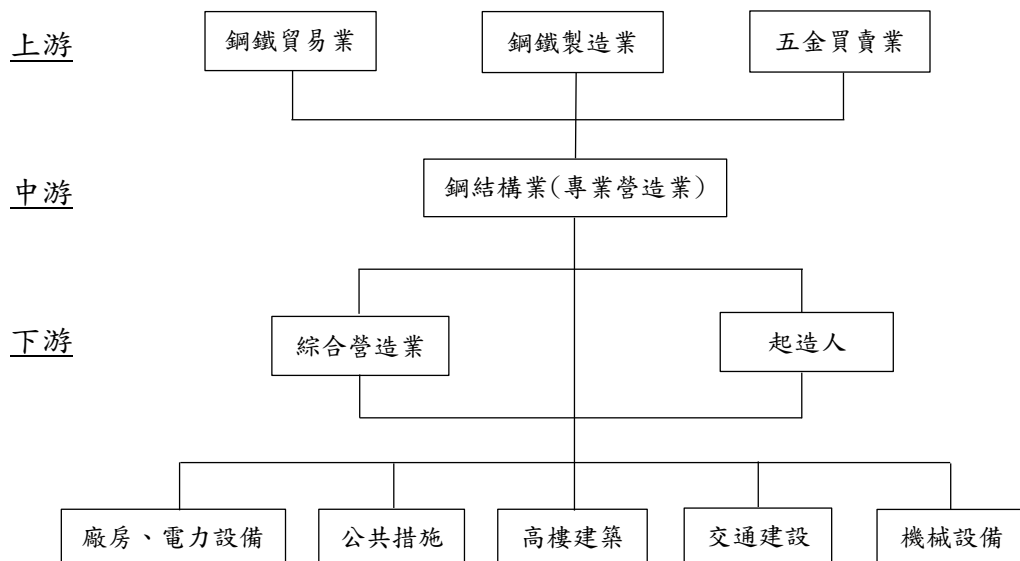 上游
鋼鐵貿易業
鋼鐵製造業
五金買賣業
中游
鋼結構業(專業營造業)
下游
綜合營造業
起造人
廠房、電力設備
公共措施
高樓建築
交通建設
機械設備